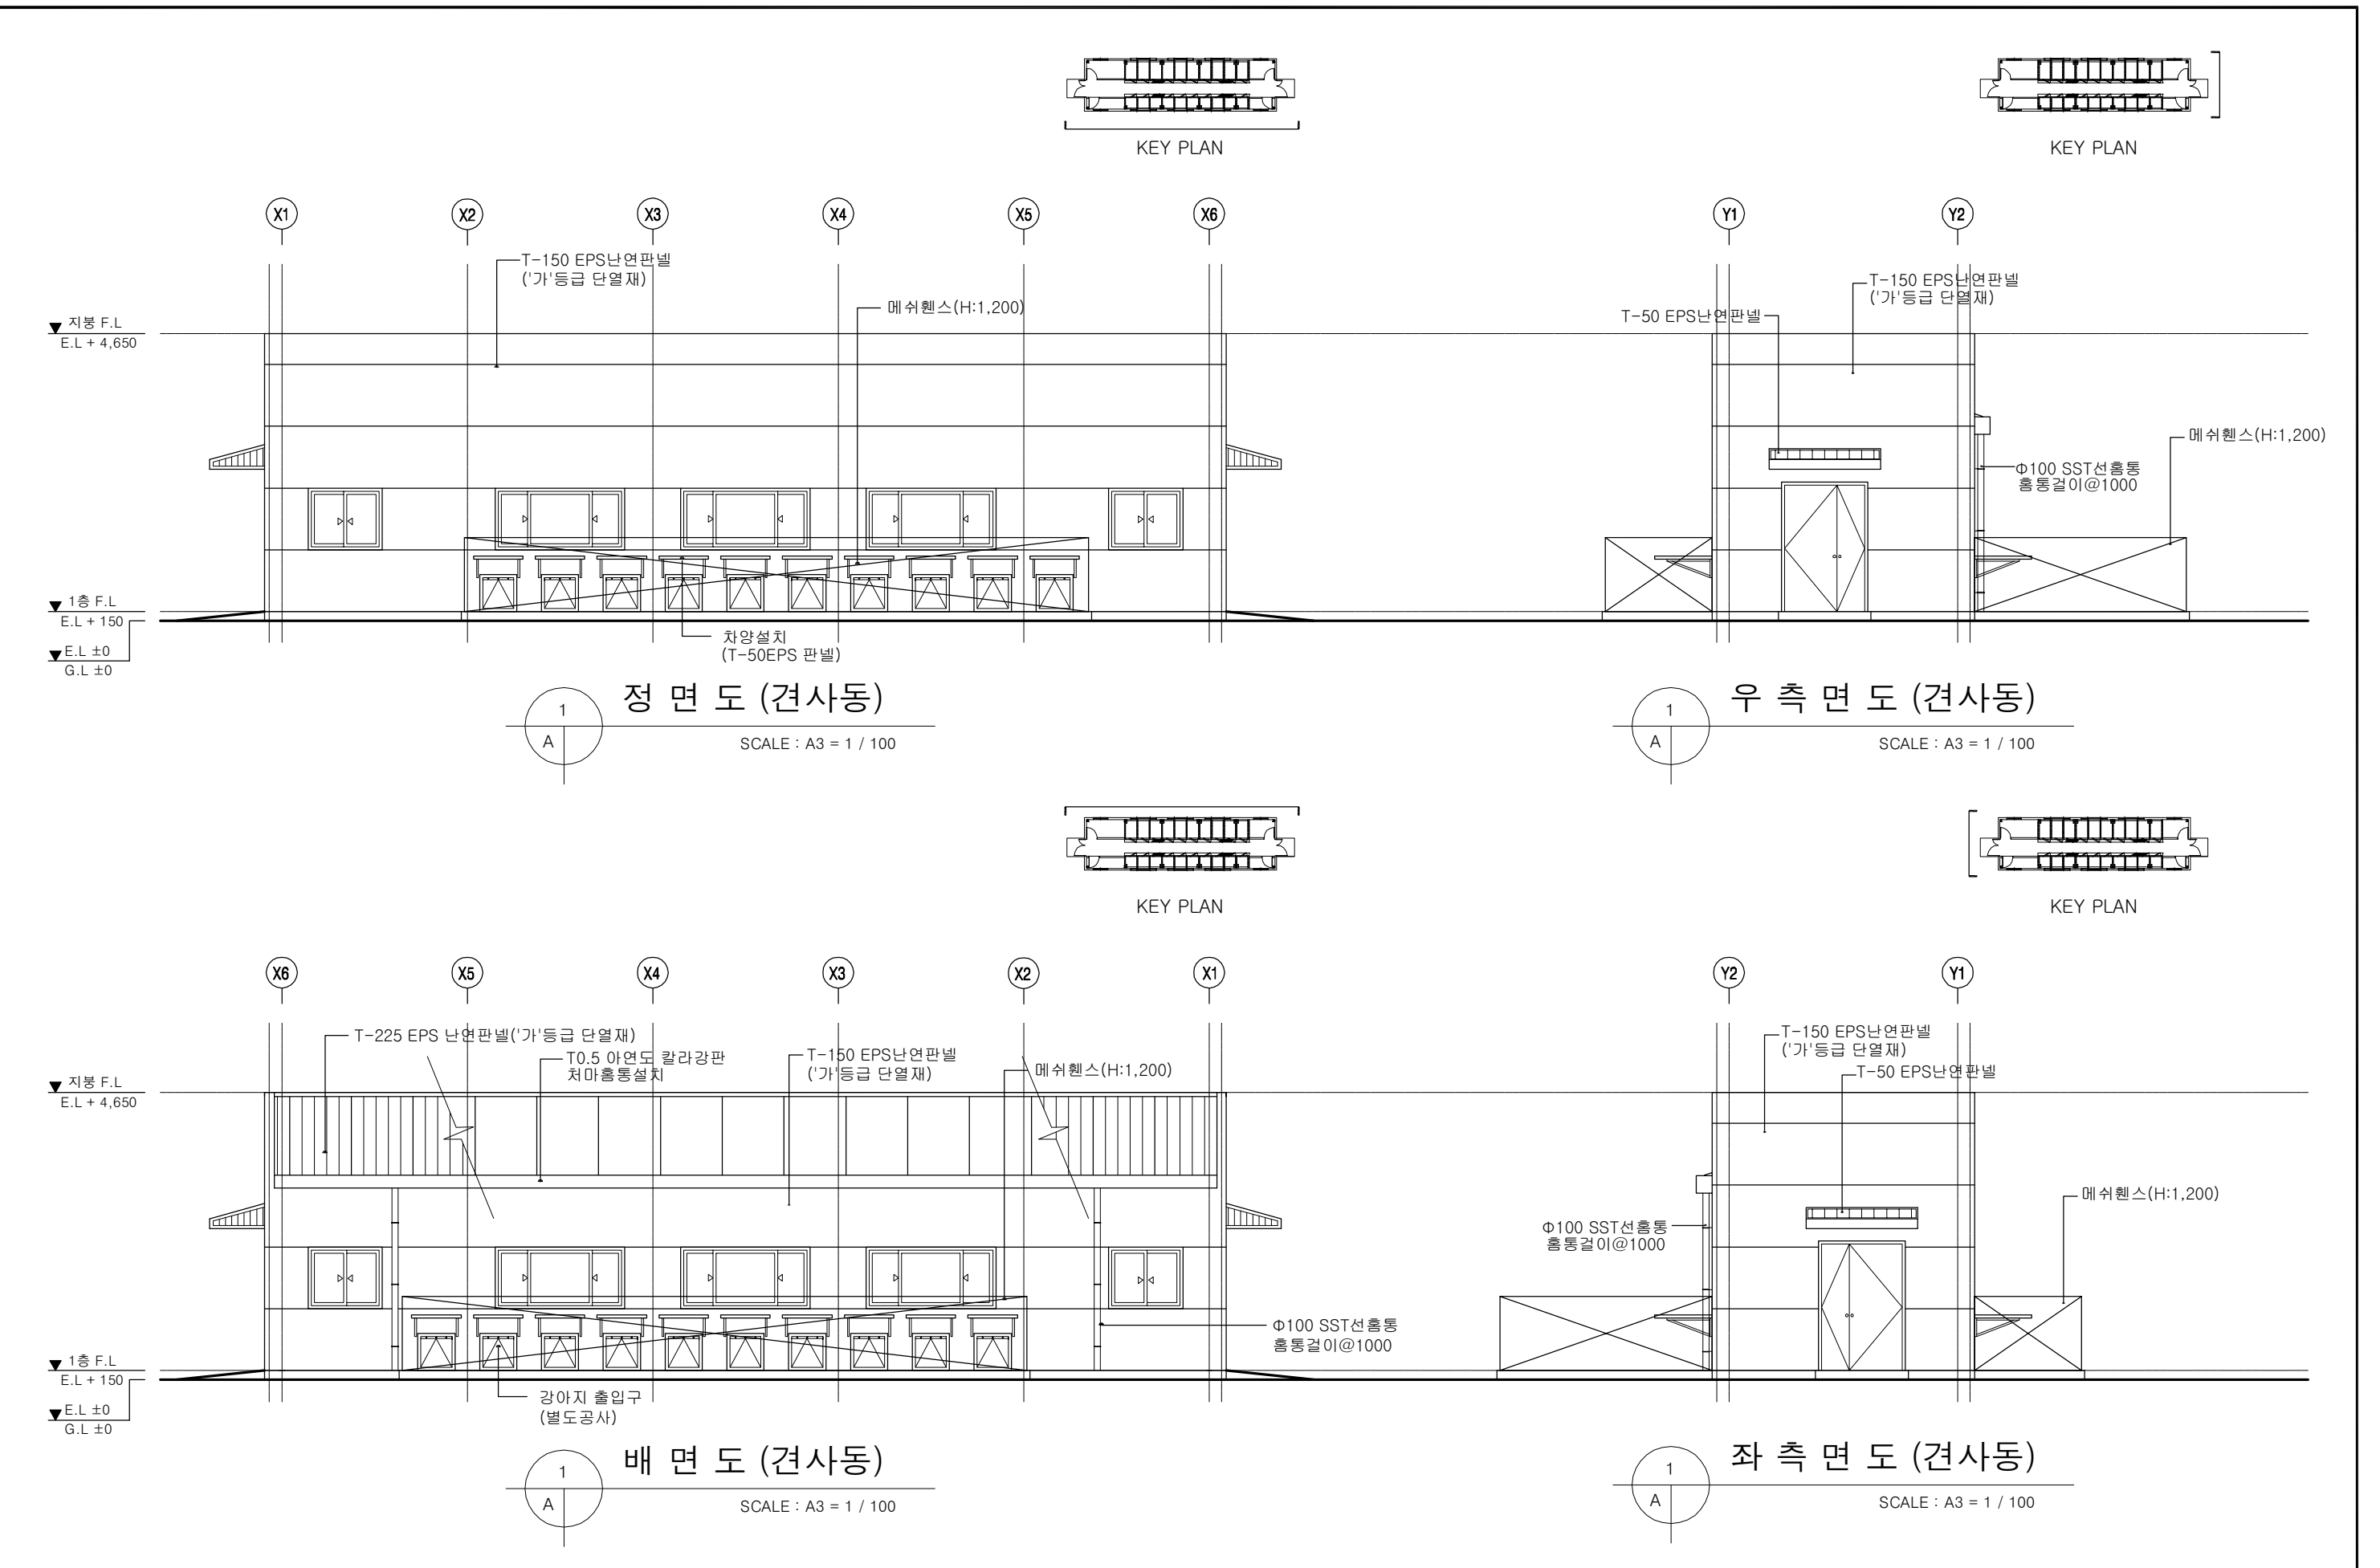 KEY PLAN
KEY PLAN
X1
X2
X3
X4
X5
X6
Y1
Y2
T-150 EPS난연판넬
('가'등급 단열재)
메쉬휀스(H:1,200)
T-150 EPS난연판넬
('가'등급 단열재)
T-50 EPS난연판넬
지붕 F.L
E.L + 4,650
메쉬휀스(H:1,200)
Φ100 SST선홈통
홈통걸이@1000
1층 F.L
E.L + 150
E.L ±0
G.L ±0
차양설치
(T-50EPS 판넬)
1
A
정 면 도 (견사동)
SCALE : A3 = 1 / 100
1
A
우 측 면 도 (견사동)
SCALE : A3 = 1 / 100
KEY PLAN
KEY PLAN
X6
X5
X4
X3
X2
X1
Y2
Y1
T-225 EPS 난연판넬('가'등급 단열재)
T0.5 아연도 칼라강판
처마홈통설치
T-150 EPS난연판넬
('가'등급 단열재)
메쉬휀스(H:1,200)
T-150 EPS난연판넬
('가'등급 단열재)
T-50 EPS난연판넬
지붕 F.L
E.L + 4,650
메쉬휀스(H:1,200)
Φ100 SST선홈통
홈통걸이@1000
Φ100 SST선홈통
홈통걸이@1000
1층 F.L
E.L + 150
E.L ±0
G.L ±0
강아지 출입구
(별도공사)
1
A
배 면 도 (견사동)
SCALE : A3 = 1 / 100
1
A
좌 측 면 도 (견사동)
SCALE : A3 = 1 / 100